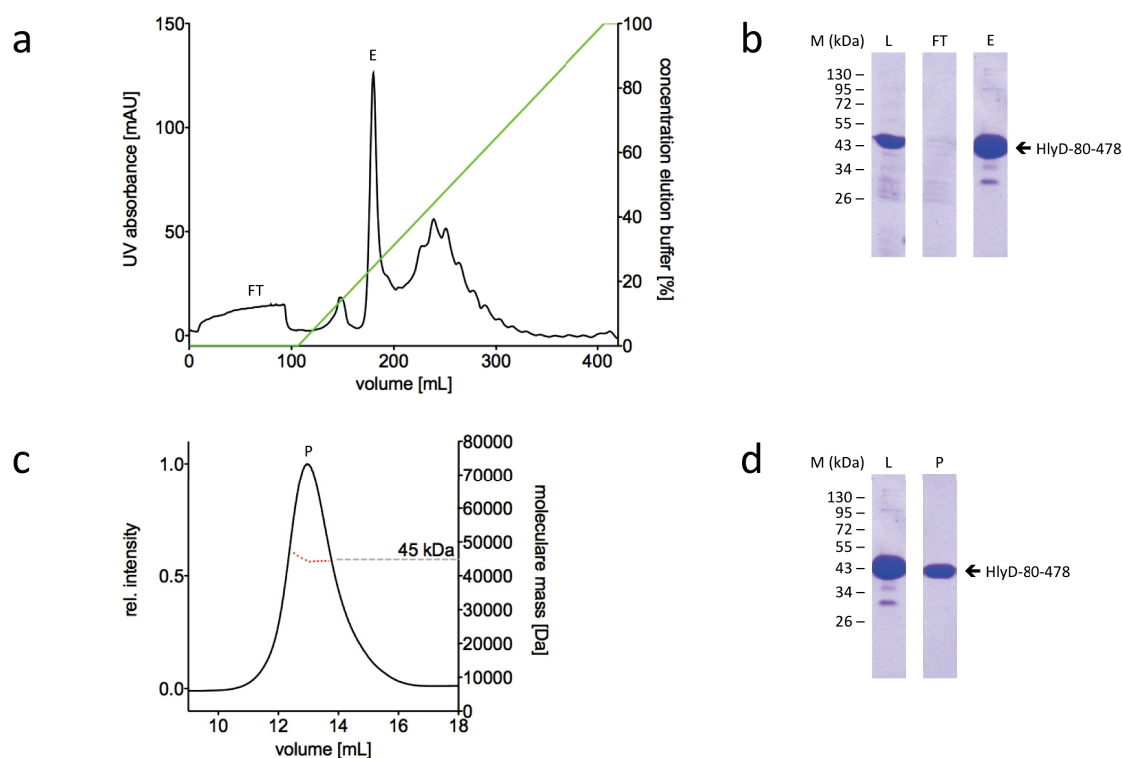 a
150
100
50
0
UV absorbance [mAU]
FT
E
100
80
60
40
20
0
concentration elution buffer [%]
0
100
200
300
400
volume [mL]
b
M (kDa) L FT E
130
95
72
55
43
34
26
HlyD-80-478
c
1.0
0.5
0.0
rel. intensity
P
45 kDa
80000
70000
60000
50000
40000
30000
20000
10000
0
moleculare mass [Da]
10
12
14
16
18
volume [mL]
d
M (kDa) L P
130
95
72
55
43
34
26
HlyD-80-478